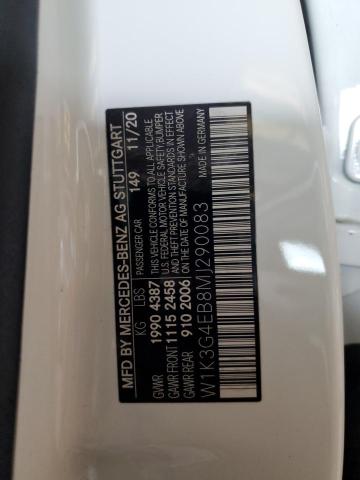 MFD BY MERCEDES-BENZ AG STUTTGART
KG LBS PASSENGER CAR 149 11/20
GVWR 1990 4387 THIS VEHICLE CONFORMS TO ALL APPLICABLE
U.S. FEDERAL MOTOR VEHICLE SAFETY/BUMPER
GAWR FRONT 1115 2458 AND THEFT PREVENTION STANDARDS IN EFFECT
GAWR REAR 910 2006 ON THE DATE OF MANUFACTURE SHOWN ABOVE
MADE IN GERMANY
W1K3G4EB8MJ290083